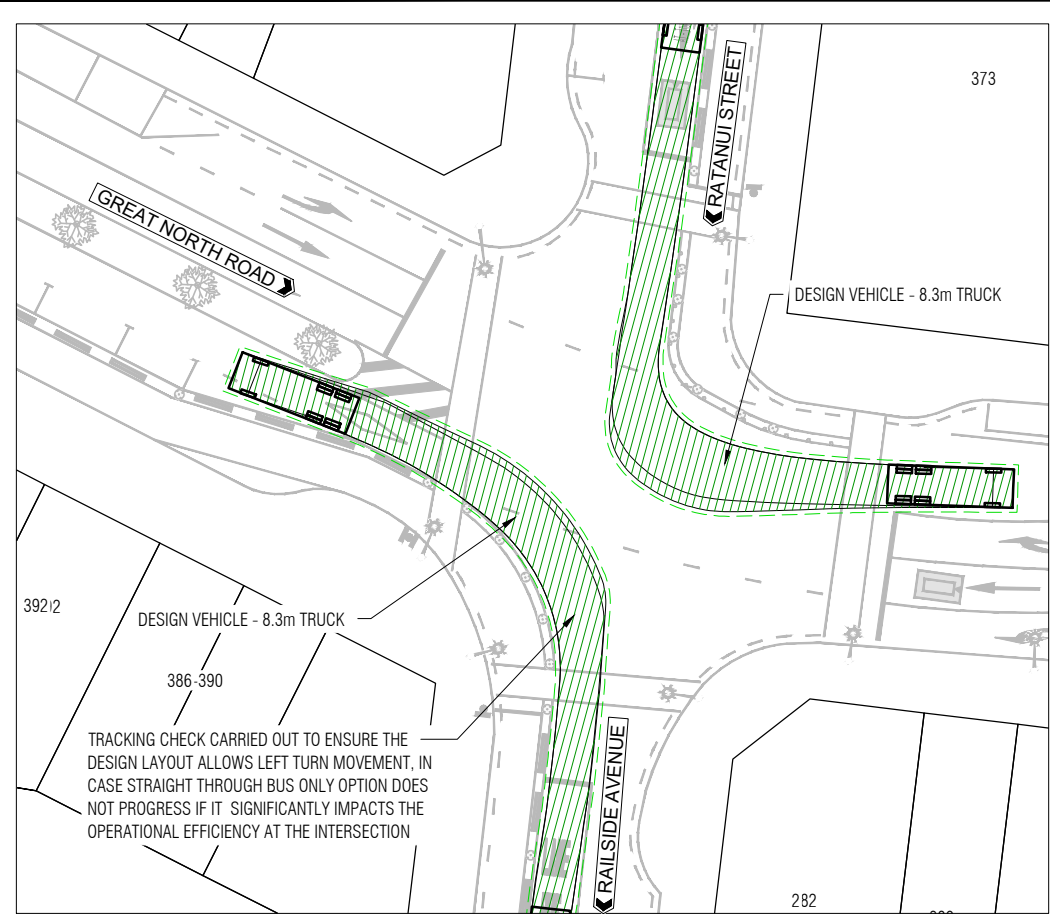 373
RATANUI STREET
GREAT NORTH ROAD
DESIGN VEHICLE - 8.3m TRUCK
392
DESIGN VEHICLE - 8.3m TRUCK
386-390
TRACKING CHECK CARRIED OUT TO ENSURE THE
DESIGN LAYOUT ALLOWS LEFT TURN MOVEMENT, IN
CASE STRAIGHT THROUGH BUS ONLY OPTION DOES
NOT PROGRESS IF IT SIGNIFICANTLY IMPACTS THE
OPERATIONAL EFFICIENCY AT THE INTERSECTION
RAILSIDE AVENUE
282